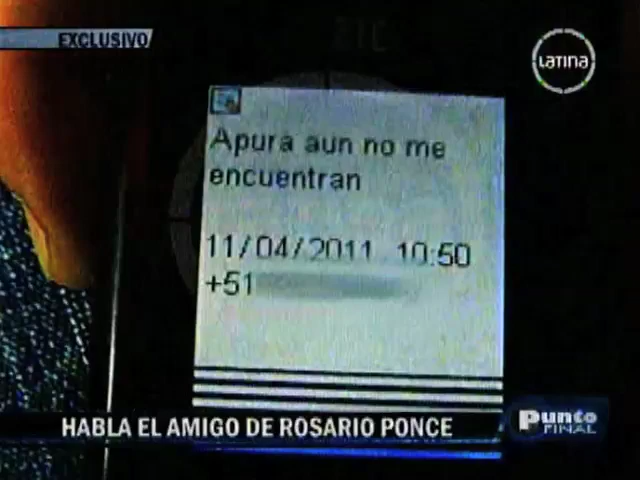 EXCLUSIVO
LATINA
Apura aun no me
encuentran
11/04/2011 10:50
+51
HABLA EL AMIGO DE ROSARIO PONCE
Punto
FINAL